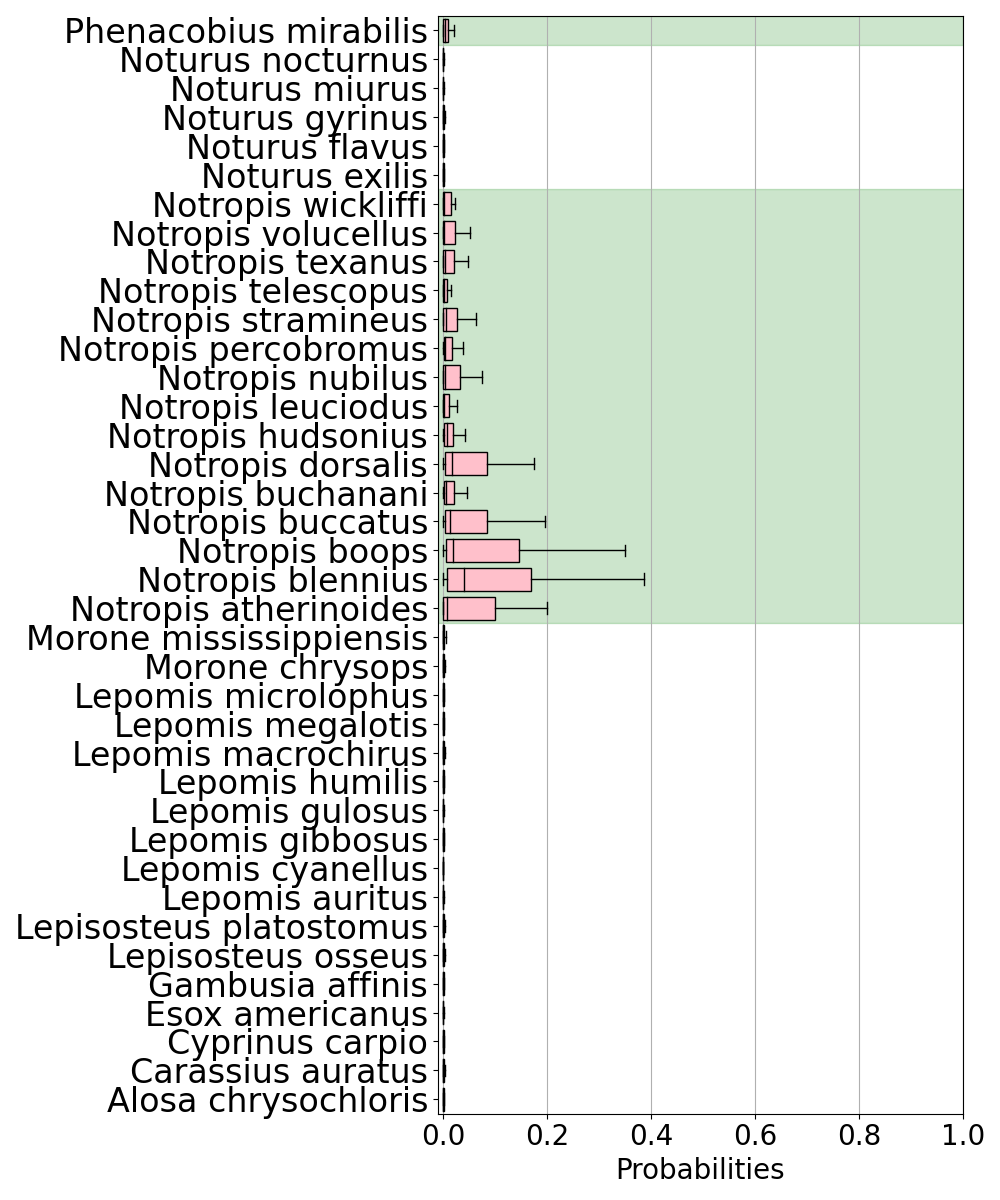 Phenacobius mirabilis
Noturus nocturnus
Noturus miurus
Noturus gyrinus
Noturus flavus
Noturus exilis
Notropis wickliffi
Notropis volucellus
Notropis texanus
Notropis telescopus
Notropis stramineus
Notropis percobromus
Notropis nubilus
Notropis leuciodus
Notropis hudsonius
Notropis dorsalis
Notropis buchanani
Notropis buccatus
Notropis boops
Notropis blennius
Notropis atherinoides
Morone mississippiensis
Morone chrysops
Lepomis microlophus
Lepomis megalotis
Lepomis macrochirus
Lepomis humilis
Lepomis gulosus
Lepomis gibbosus
Lepomis cyanellus
Lepomis auritus
Lepisosteus platostomus
Lepisosteus osseus
Gambusia affinis
Esox americanus
Cyprinus carpio
Carassius auratus
Alosa chrysochloris
0.0 0.2 0.4 0.6 0.8 1.0
Probabilities